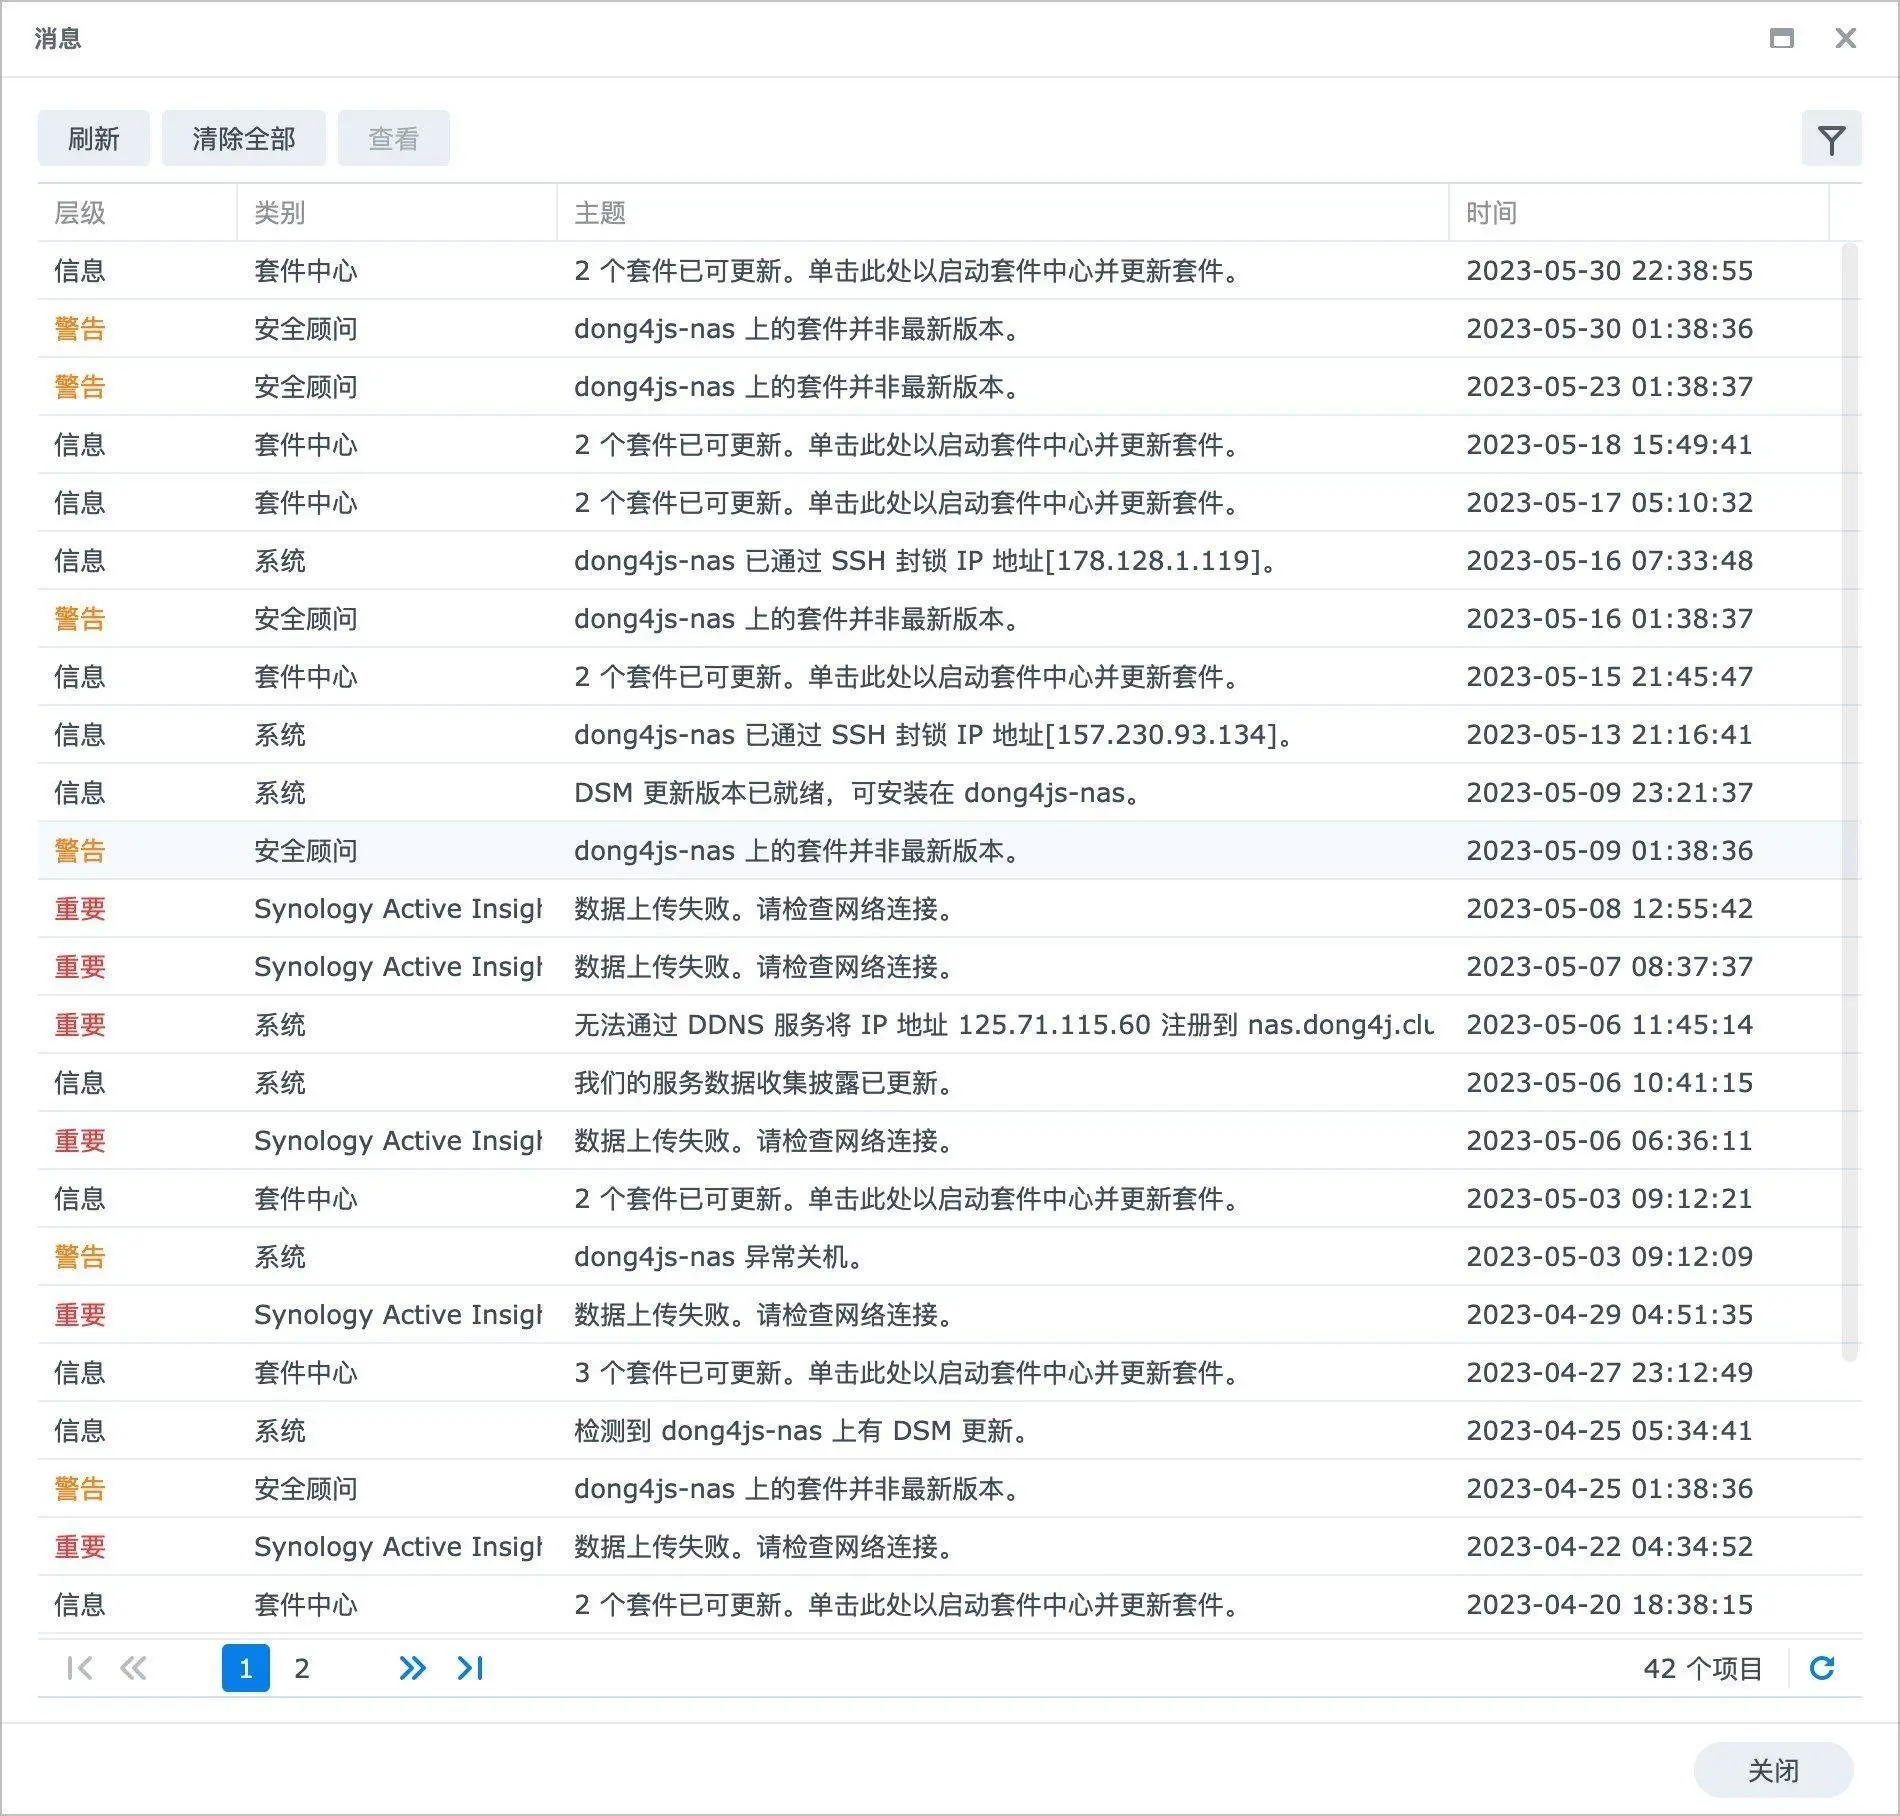 消息
刷新 清除全部 查看
层级 类别 主题 时间
信息 套件中心 2 个套件已可更新。单击此处以启动套件中心并更新套件。 2023-05-30 22:38:55
警告 安全顾问 dong4js-nas 上的套件并非最新版本。 2023-05-30 01:38:36
警告 安全顾问 dong4js-nas 上的套件并非最新版本。 2023-05-23 01:38:37
信息 套件中心 2 个套件已可更新。单击此处以启动套件中心并更新套件。 2023-05-18 15:49:41
信息 套件中心 2 个套件已可更新。单击此处以启动套件中心并更新套件。 2023-05-17 05:10:32
信息 系统 dong4js-nas 已通过 SSH 封锁 IP 地址[178.128.1.119]。 2023-05-16 07:33:48
警告 安全顾问 dong4js-nas 上的套件并非最新版本。 2023-05-16 01:38:37
信息 套件中心 2 个套件已可更新。单击此处以启动套件中心并更新套件。 2023-05-15 21:45:47
信息 系统 dong4js-nas 已通过 SSH 封锁 IP 地址[157.230.93.134]。 2023-05-13 21:16:41
信息 系统 DSM 更新版本已就绪，可安装在 dong4js-nas。 2023-05-09 23:21:37
警告 安全顾问 dong4js-nas 上的套件并非最新版本。 2023-05-09 01:38:36
重要 Synology Active Insigh 数据上传失败。请检查网络连接。 2023-05-08 12:55:42
重要 Synology Active Insigh 数据上传失败。请检查网络连接。 2023-05-07 08:37:37
重要 系统 无法通过 DDNS 服务将 IP 地址 125.71.115.60 注册到 nas.dong4j.clu 2023-05-06 11:45:14
信息 系统 我们的服务数据收集披露已更新。 2023-05-06 10:41:15
重要 Synology Active Insigh 数据上传失败。请检查网络连接。 2023-05-06 06:36:11
信息 套件中心 2 个套件已可更新。单击此处以启动套件中心并更新套件。 2023-05-03 09:12:21
警告 系统 dong4js-nas 异常关机。 2023-05-03 09:12:09
重要 Synology Active Insigh 数据上传失败。请检查网络连接。 2023-04-29 04:51:35
信息 套件中心 3 个套件已可更新。单击此处以启动套件中心并更新套件。 2023-04-27 23:12:49
信息 系统 检测到 dong4js-nas 上有 DSM 更新。 2023-04-25 05:34:41
警告 安全顾问 dong4js-nas 上的套件并非最新版本。 2023-04-25 01:38:36
重要 Synology Active Insigh 数据上传失败。请检查网络连接。 2023-04-22 04:34:52
信息 套件中心 2 个套件已可更新。单击此处以启动套件中心并更新套件。 2023-04-20 18:38:15
1 2 42 个项目
关闭